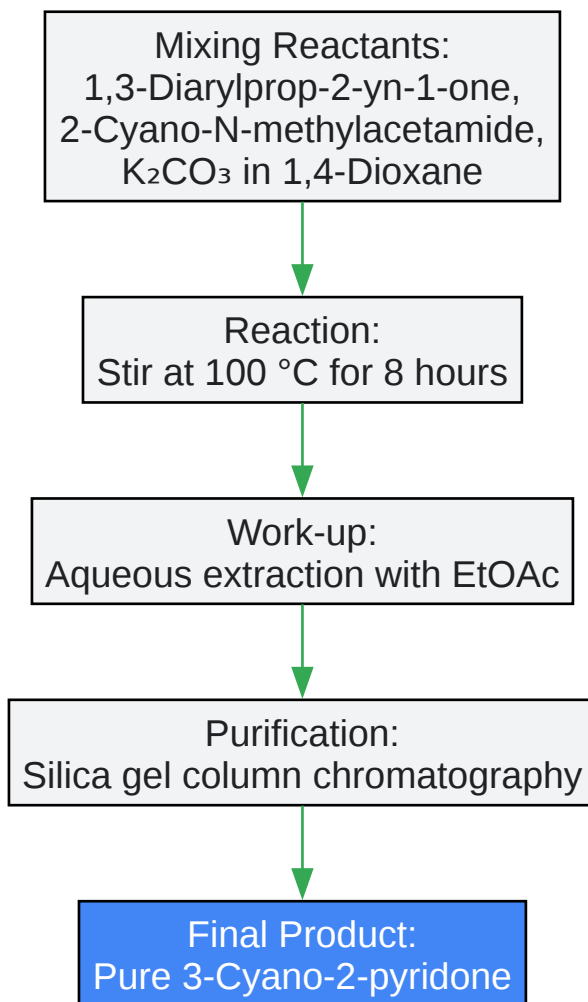 Mixing Reactants:
1,3-Diarylprop-2-yn-1-one,
2-Cyano-N-methylacetamide,
K₂CO₃ in 1,4-Dioxane
Reaction:
Stir at 100 °C for 8 hours
Work-up:
Aqueous extraction with EtOAc
Purification:
Silica gel column chromatography
Final Product:
Pure 3-Cyano-2-pyridone